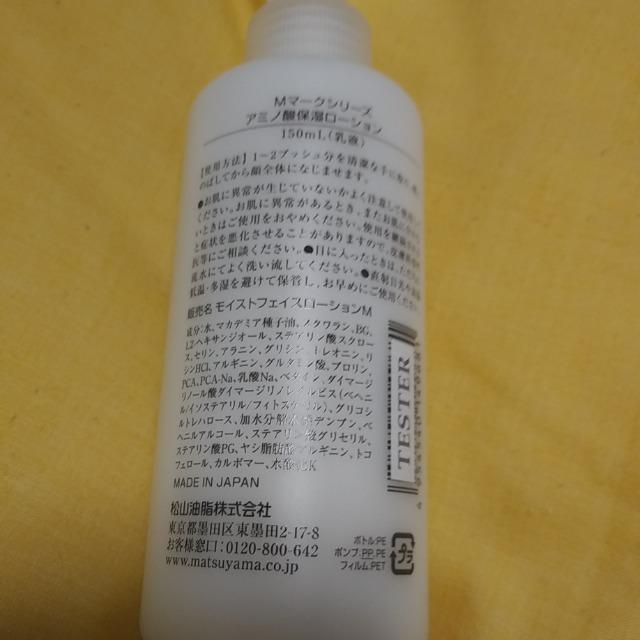 Mマークシリーズ
アミノ酸保湿ローション
150mL(乳液)
【使用方法】1〜2プッシュ分を清潔な手に
のばしてから顔全体になじませます。
●お肌に異常が生じていないかよく注意して使用
ください。お肌に異常があるとき、またお肌に
いときはご使用をおやめください。使用を
と症状を悪化させることがありますので、皮膚
医等にご相談ください。●目に入ったときは、
流水にてよく洗い流してください。●直射日光
低温・多湿を避けて保管し、お早めにご使用
販売名 モイストフェイスローションM
成分:水、マカデミア種子油、スクワラン、BG、
1,2-ヘキサンジオール、ステアリン酸スクロー
ス、セリン、アラニン、グリシン、トレオニン、リ
シンHCl、アルギニン、グルタミン酸、プロリン、
PCA、PCA-Na、乳酸Na、ベタイン、ダイマージ
リノール酸ダイマージリノレイルビス(ベヘニ
ル/イソステアリル/フィトステリル)、グリコシ
ルトレハロース、加水分解水添デンプン、ベ
ヘニルアルコール、ステアリン酸グリセリル、
ステアリン酸PG、ヤシ脂肪酸アルギニン、トコ
フェロール、カルボマー、水酸化K
MADE IN JAPAN
TESTER
松山油脂株式会社
東京都墨田区東墨田2-17-8
お客様窓口:0120-800-642
www.matsuyama.co.jp
ボトル:PE
ポンプ:PP,PE
フィルム:PET
プラ